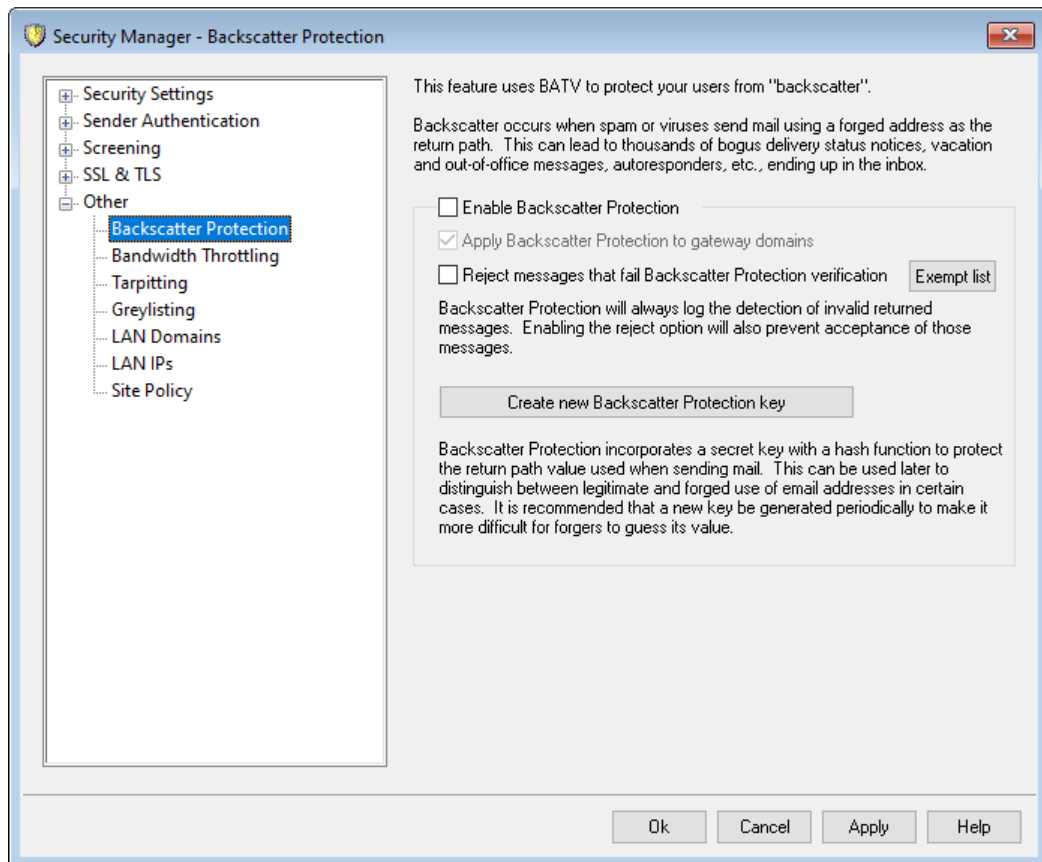 Security Manager - Backscatter Protection
Security Settings
Sender Authentication
Screening
SSL & TLS
Other
Backscatter Protection
Bandwidth Throttling
Tarpitting
Greylisting
LAN Domains
LAN IPs
Site Policy
This feature uses BATV to protect your users from "backscatter".
Backscatter occurs when spam or viruses send mail using a forged address as the
return path. This can lead to thousands of bogus delivery status notices, vacation
and out-of-office messages, autoresponders, etc., ending up in the inbox.
Enable Backscatter Protection
Apply Backscatter Protection to gateway domains
Reject messages that fail Backscatter Protection verification
Exempt list
Backscatter Protection will always log the detection of invalid returned
messages. Enabling the reject option will also prevent acceptance of those
messages.
Create new Backscatter Protection key
Backscatter Protection incorporates a secret key with a hash function to protect
the return path value used when sending mail. This can be used later to
distinguish between legitimate and forged use of email addresses in certain
cases. It is recommended that a new key be generated periodically to make it
more difficult for forgers to guess its value.
Ok
Cancel
Apply
Help